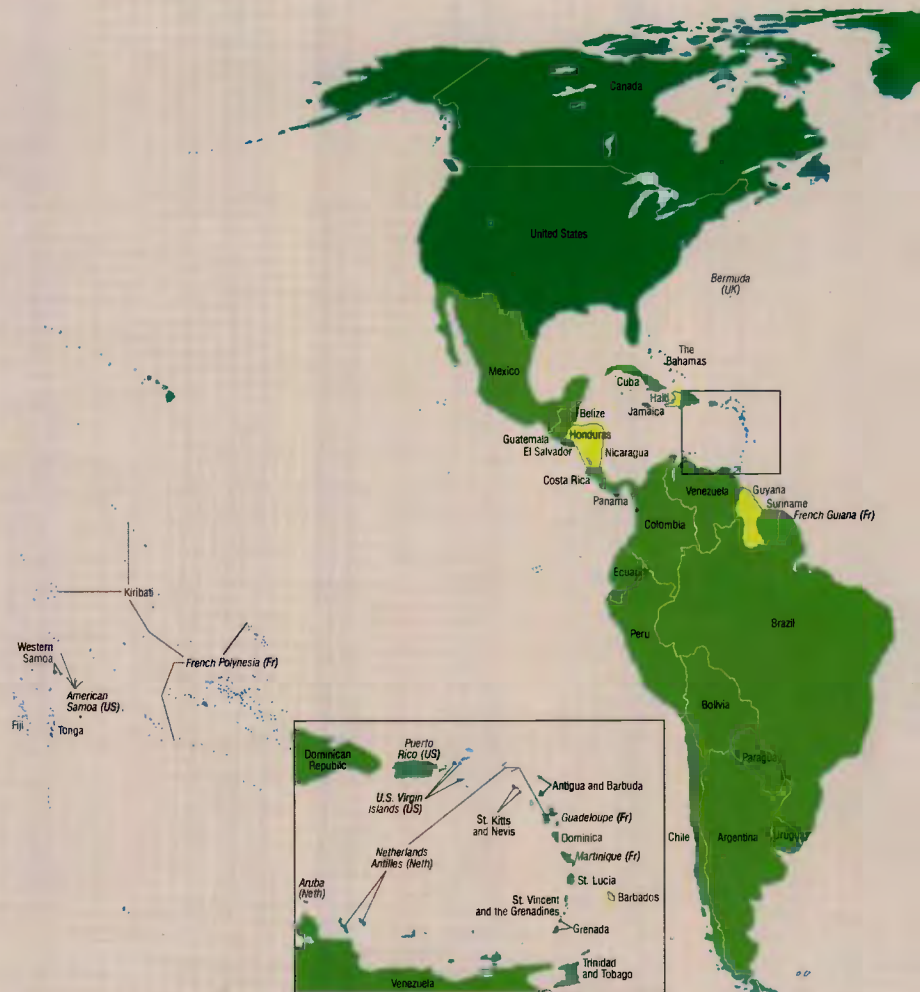 Canada
United States
Bermuda
(UK)
The
Bahamas
Mexico
Cuba
Haiti
Jamaica
Belize
Honduras
Guatemala
El Salvador
Nicaragua
Costa Rica
Panama
Venezuela
Guyana
Suriname
French Guiana (Fr)
Colombia
Ecuador
Kiribati
Brazil
Peru
Western
Samoa
French Polynesia (Fr)
American
Samoa (US)
Fiji
Tonga
Bolivia
Paraguay
Chile
Argentina
Uruguay
Dominican
Republic
Puerto
Rico (US)
U.S. Virgin
Islands (US)
Antigua and Barbuda
St. Kitts
and Nevis
Guadeloupe (Fr)
Dominica
Netherlands
Antilles (Neth)
Martinique (Fr)
Aruba
(Neth)
St. Lucia
Barbados
St. Vincent
and the Grenadines
Grenada
Trinidad
and Tobago
Venezuela